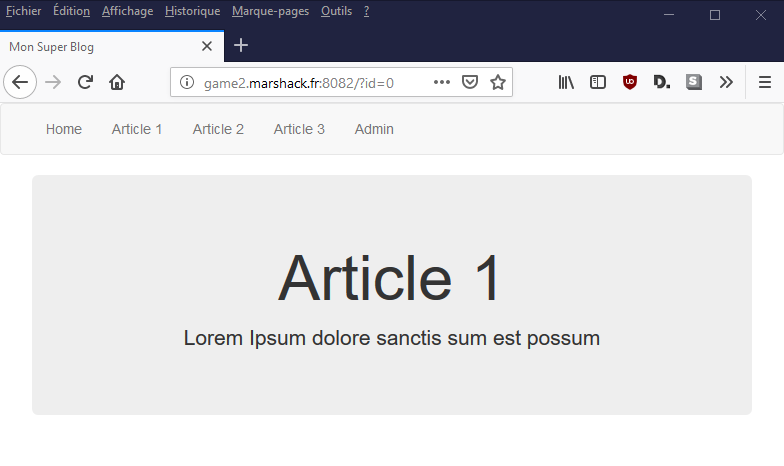 Fichier Édition Affichage Historique Marque-pages Outils ?
Mon Super Blog
game2.marshack.fr:8082/?id=0
Home Article 1 Article 2 Article 3 Admin
Article 1
Lorem Ipsum dolore sanctis sum est possum